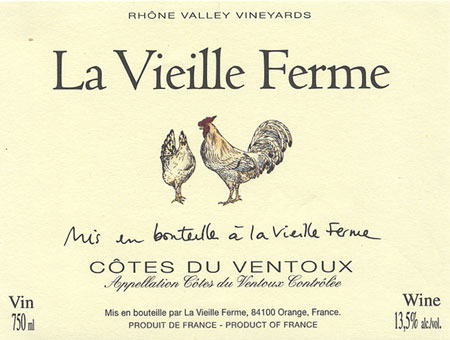 RHÔNE VALLEY VINEYARDS
La Vieille Ferme
Mis en bouteille à la Vieille Ferme
CÔTES DU VENTOUX
Appellation Côtes du Ventoux Contrôlée
Vin
750 ml
Mis en bouteille par La Vieille Ferme, 84100 Orange, France.
PRODUIT DE FRANCE - PRODUCT OF FRANCE
Wine
13,5% alc./vol.